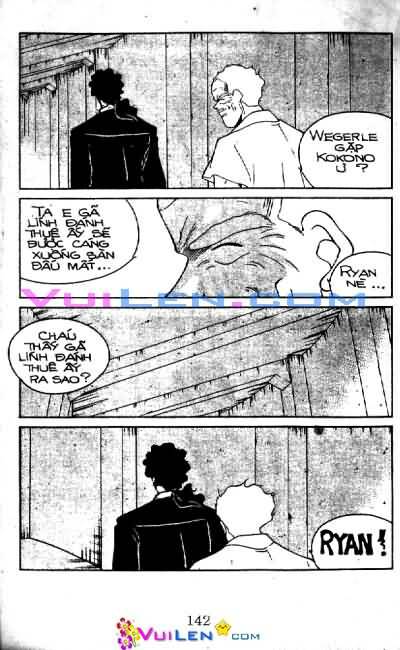 WEGERLE
GẶP
KOKONO
Ư ?
TA E GÃ
LÍNH ĐÁNH
THUÊ ẤY SẼ
ĐƯỢC CÁNG
XUỐNG SÂN
ĐẤU MẤT...
RYAN
NÈ ...
VUILEN.COM
CHÁU
THẤY GÃ
LÍNH ĐÁNH
THUÊ ẤY
RA SAO?
RYAN!
142
VUILEN.COM